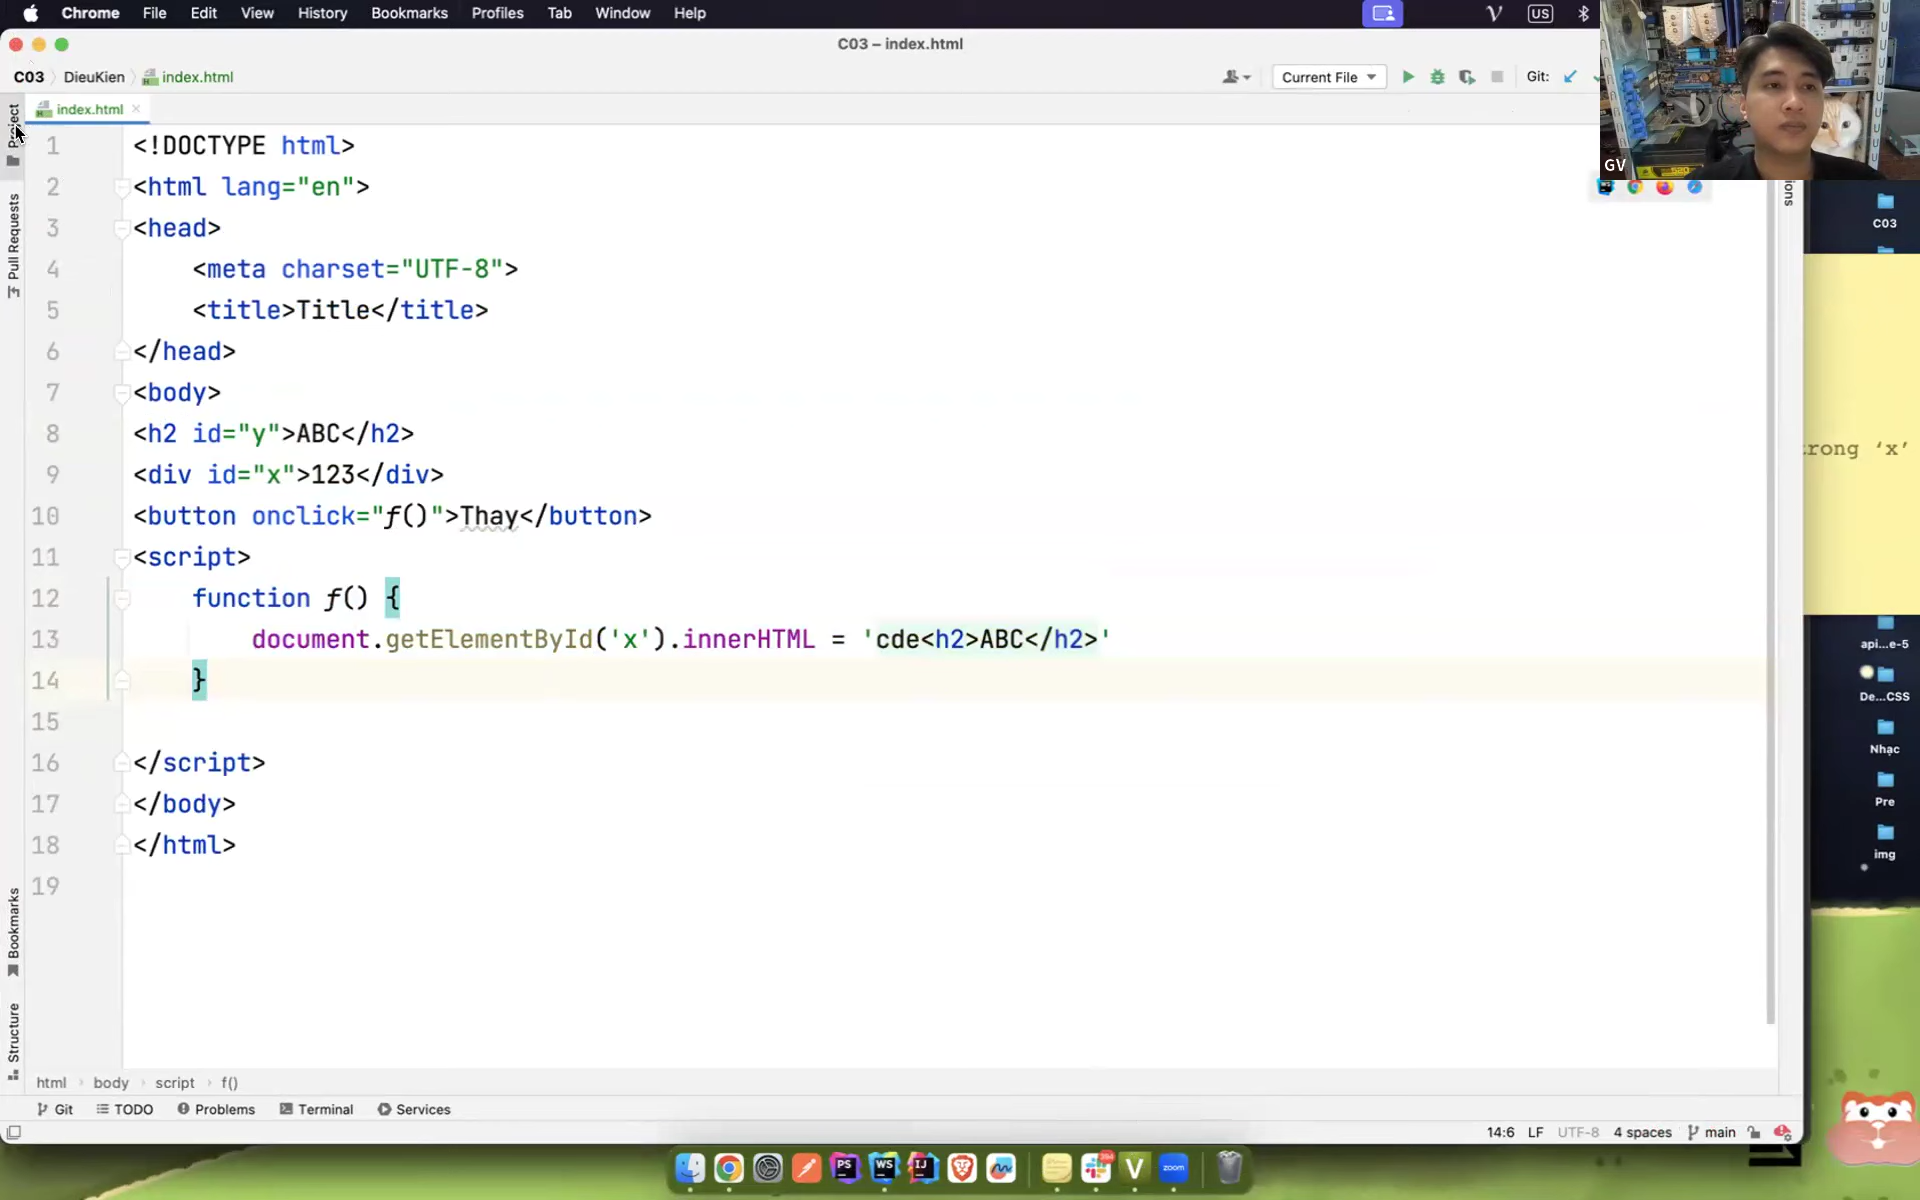 Chrome File Edit View History Bookmarks Profiles Tab Window Help US
C03 – index.html
C03 DieuKien index.html Current File Git:
index.html
Project
Pull Requests
Bookmarks
Structure
1 <!DOCTYPE html>
2 <html lang="en">
3 <head>
4 <meta charset="UTF-8">
5 <title>Title</title>
6 </head>
7 <body>
8 <h2 id="y">ABC</h2>
9 <div id="x">123</div>
10 <button onclick="f()">Thay</button>
11 <script>
12 function f() {
13 document.getElementById('x').innerHTML = 'cde<h2>ABC</h2>'
14 }
15
16 </script>
17 </body>
18 </html>
19
html body script f()
Git TODO Problems Terminal Services
14:6 LF UTF-8 4 spaces main
GV
C03
trong ‘x’
api...e-5
De...CSS
Nhạc
Pre
img
PS WS IJ V zoom